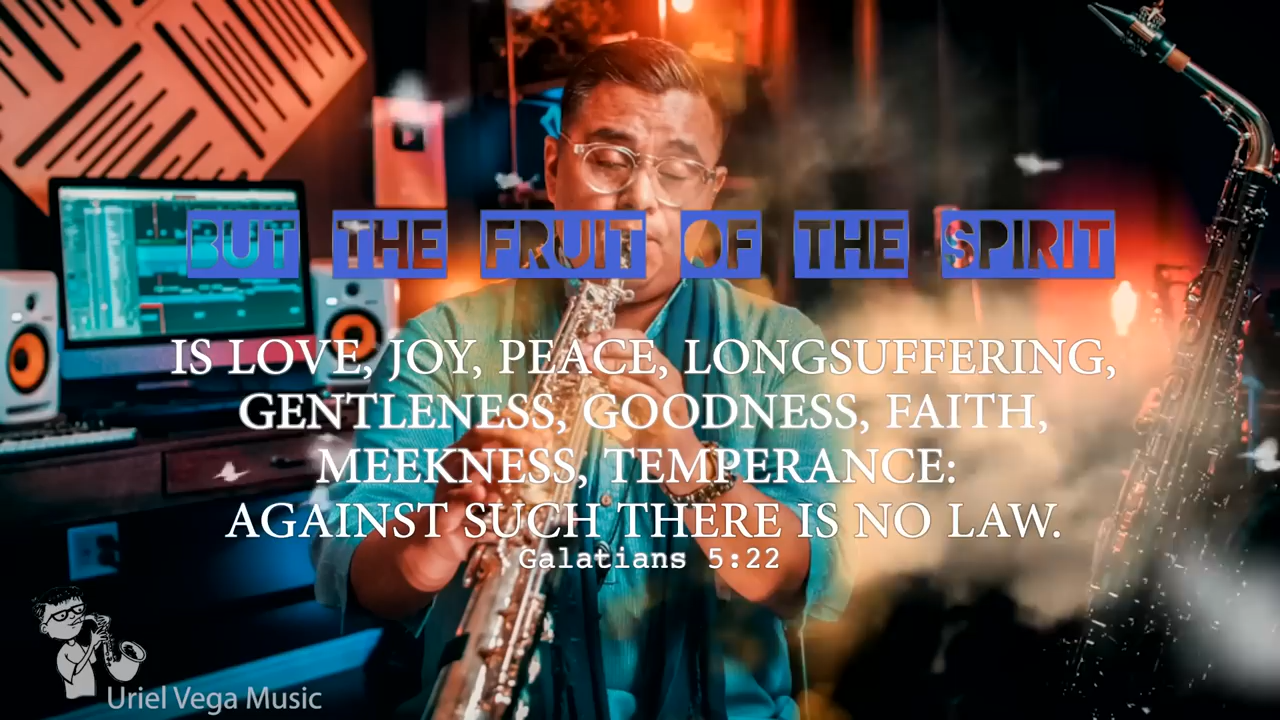 BUT THE FRUIT OF THE SPIRIT
IS LOVE, JOY, PEACE, LONGSUFFERING,
GENTLENESS, GOODNESS, FAITH,
MEEKNESS, TEMPERANCE:
AGAINST SUCH THERE IS NO LAW.
Galatians 5:22
Uriel Vega Music